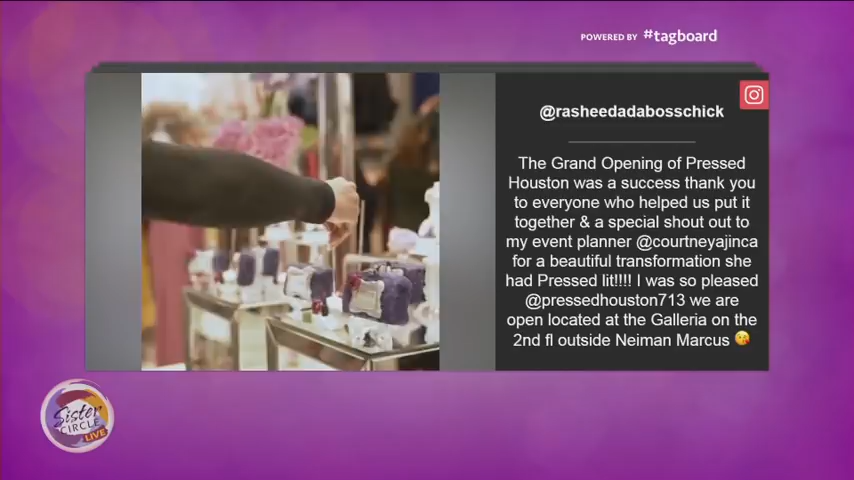 POWERED BY #tagboard
@rasheedadabosschick
The Grand Opening of Pressed
Houston was a success thank you
to everyone who helped us put it
together & a special shout out to
my event planner @courtneyajinca
for a beautiful transformation she
had Pressed lit!!!! I was so pleased
@pressedhouston713 we are
open located at the Galleria on the
2nd fl outside Neiman Marcus 😘
Sister
CIRCLE
LIVE